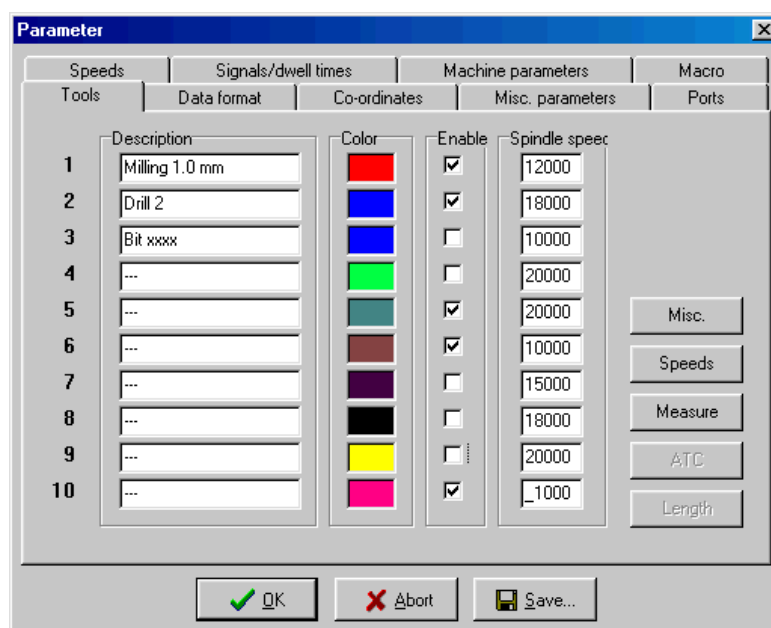 Parameter
Speeds Signals/dwell times Machine parameters Macro
Tools Data format Co-ordinates Misc. parameters Ports
Description Color Enable Spindle speed
1 Milling 1.0 mm 12000
2 Drill 2 18000
3 Bit xxxx 10000
4 --- 20000
5 --- 20000 Misc.
6 --- 10000 Speeds
7 --- 15000
8 --- 18000 Measure
9 --- 20000 ATC
10 --- _1000 Length
OK Abort Save...